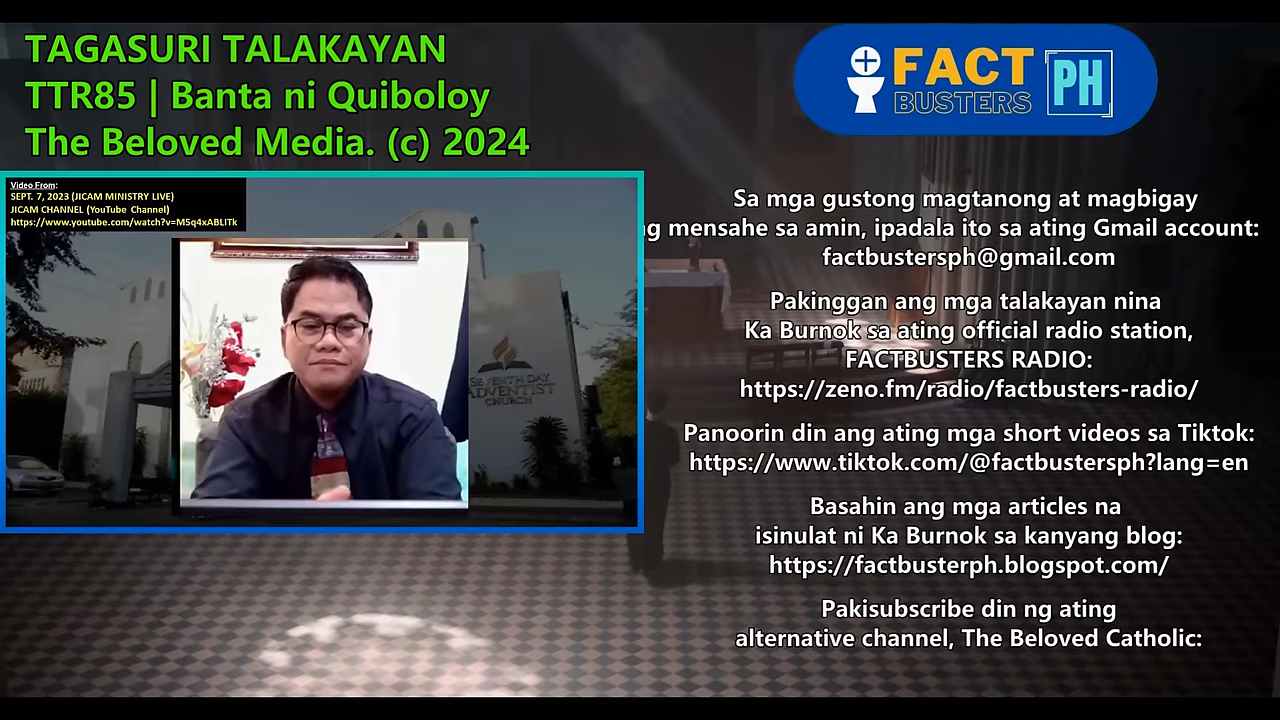 TAGASURI TALAKAYAN
TTR85 | Banta ni Quiboloy
The Beloved Media. (c) 2024
FACT
BUSTERS
PH
Video From:
SEPT. 7, 2023 (JICAM MINISTRY LIVE)
JICAM CHANNEL (YouTube Channel)
https://www.youtube.com/watch?v=M5q4xABLITk
SEVENTH-DAY
ADVENTIST
CHURCH
Sa mga gustong magtanong at magbigay
g mensahe sa amin, ipadala ito sa ating Gmail account:
factbustersph@gmail.com
Pakinggan ang mga talakayan nina
Ka Burnok sa ating official radio station,
FACTBUSTERS RADIO:
https://zeno.fm/radio/factbusters-radio/
Panoorin din ang ating mga short videos sa Tiktok:
https://www.tiktok.com/@factbustersph?lang=en
Basahin ang mga articles na
isinulat ni Ka Burnok sa kanyang blog:
https://factbusterph.blogspot.com/
Pakisubscribe din ng ating
alternative channel, The Beloved Catholic: